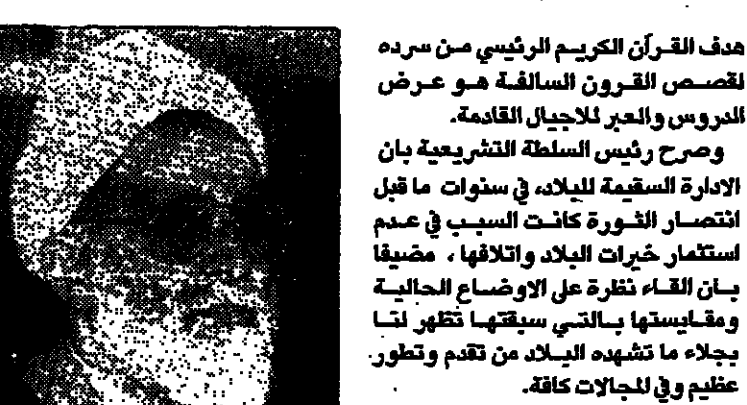 هدف القرآن الكريم الرئيسي من سرده
لقصص القرون السالفة هو عرض
الدروس والعبر للاجيال القادمة.
وصرح رئيس السلطة التشريعية بان
الادارة السقيمة للبلاد، في سنوات ما قبل
انتصار الثورة كانت السبب في عدم
استثمار خيرات البلاد واتلافها ، مضيفا
بان القاء نظرة على الاوضاع الحالية
ومقايستها بالتي سبقتها تظهر لنا
بجلاء ما تشهده البلاد من تقدم وتطور
عظيم وفي المجالات كافة.